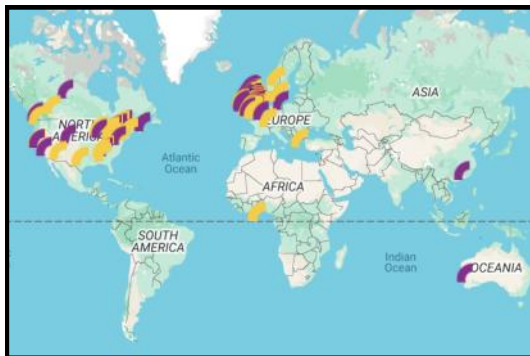 ASIA
NORTH
AMERICA
EUROPE
Atlantic
Ocean
AFRICA
SOUTH
AMERICA
Indian
Ocean
OCEANIA